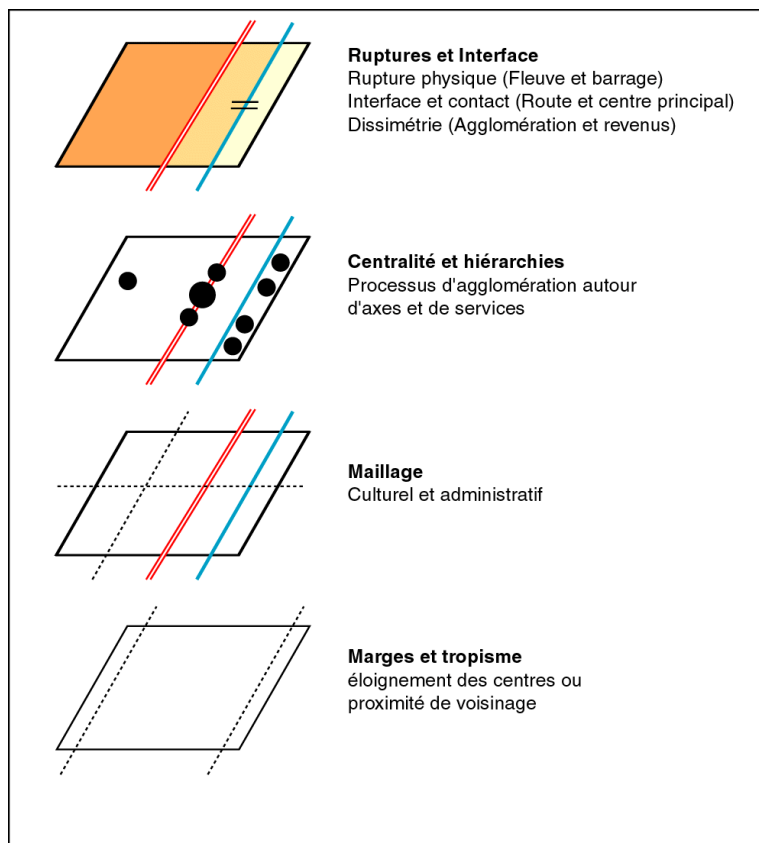 Ruptures et Interface
Rupture physique (Fleuve et barrage)
Interface et contact (Route et centre principal)
Dissimétrie (Agglomération et revenus)
Centralité et hiérarchies
Processus d'agglomération autour
d'axes et de services
Maillage
Culturel et administratif
Marges et tropisme
éloignement des centres ou
proximité de voisinage